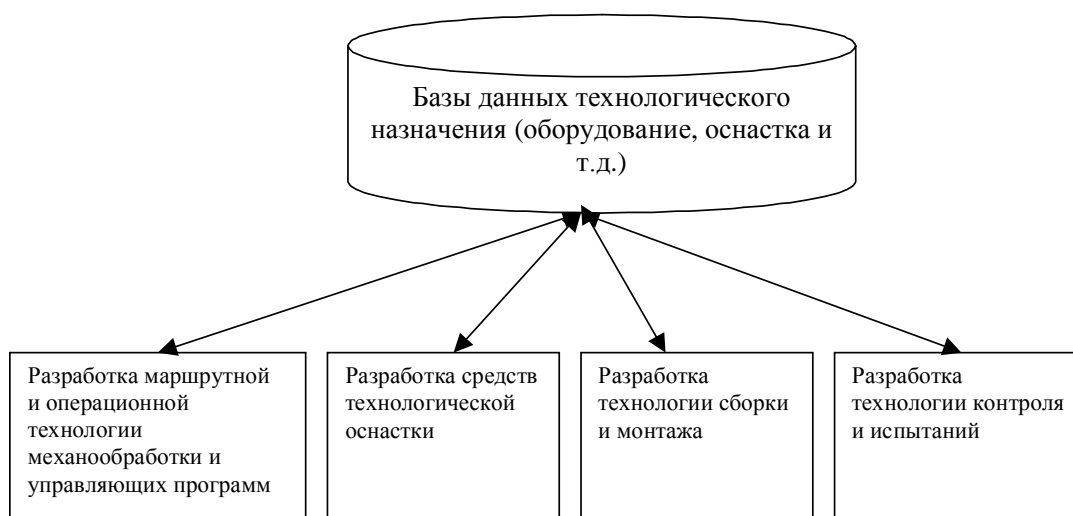 Базы данных технологического
назначения (оборудование, оснастка и
т.д.)
Разработка маршрутной
и операционной
технологии
механообработки и
управляющих программ
Разработка средств
технологической
оснастки
Разработка
технологии сборки
и монтажа
Разработка
технологии контроля
и испытаний